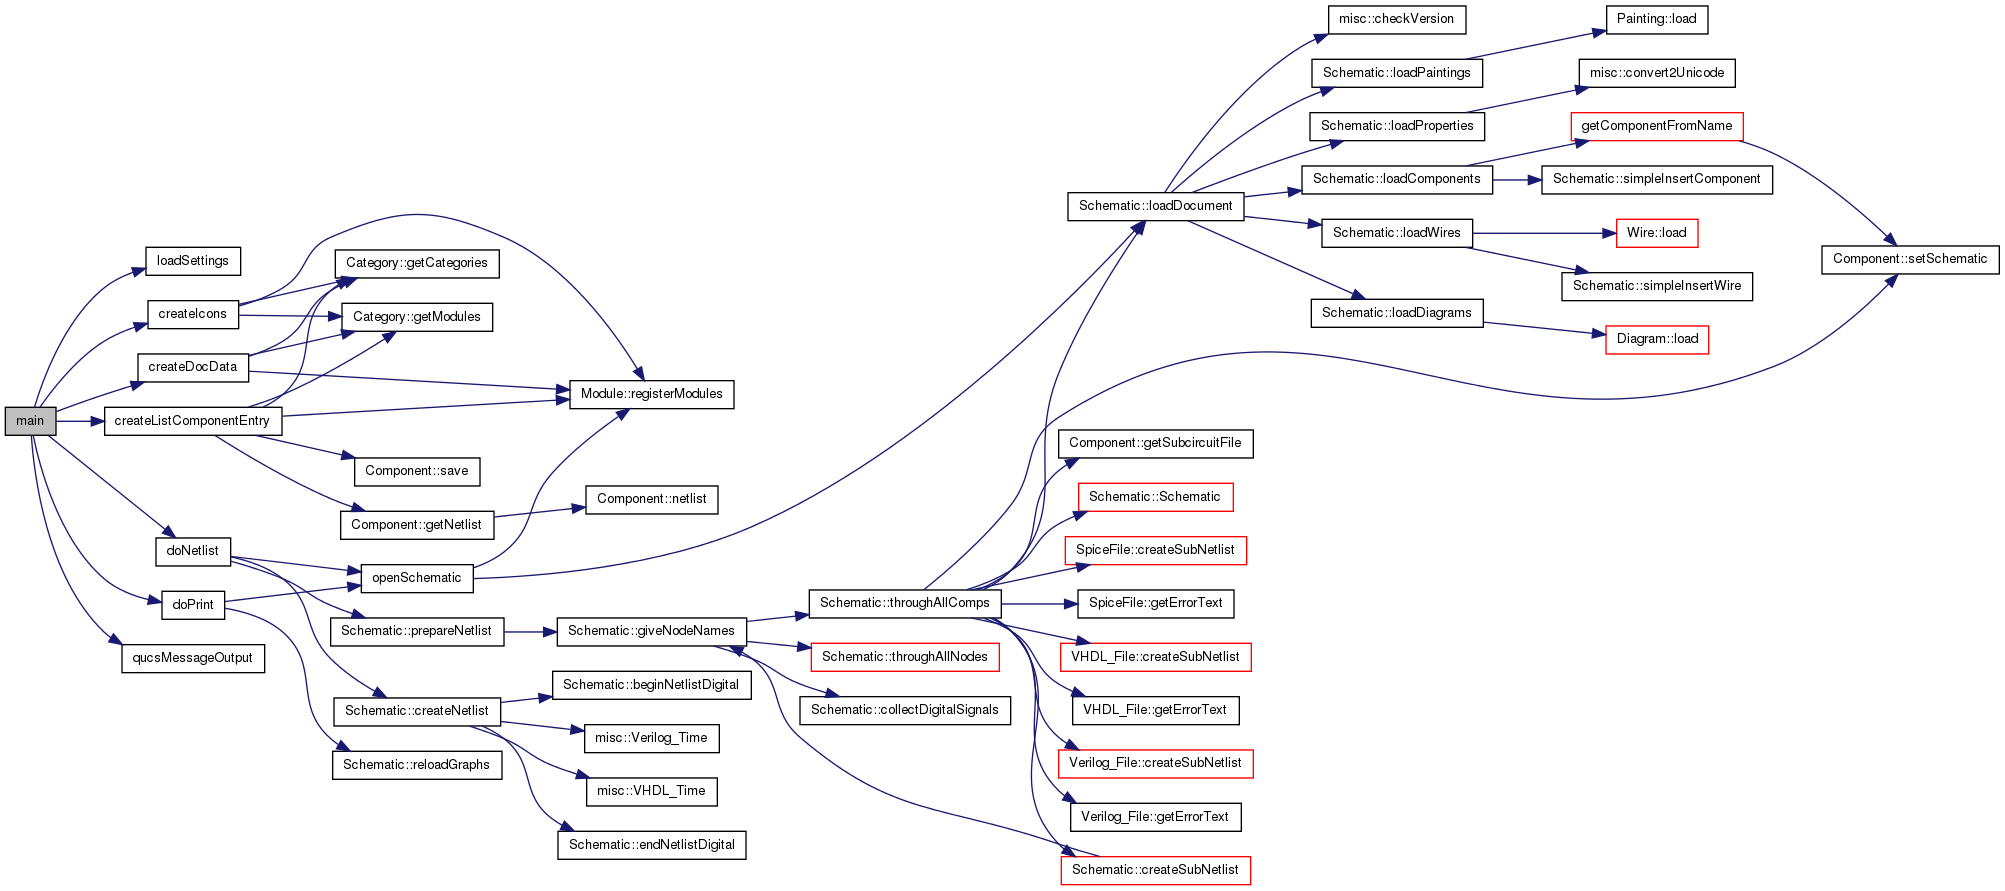 main
loadSettings
createIcons
createDocData
createListComponentEntry
doNetlist
doPrint
qucsMessageOutput
Category::getCategories
Category::getModules
Component::save
Component::getNetlist
openSchematic
Schematic::prepareNetlist
Schematic::createNetlist
Schematic::reloadGraphs
Module::registerModules
Component::netlist
Schematic::giveNodeNames
Schematic::beginNetlistDigital
misc::Verilog_Time
misc::VHDL_Time
Schematic::endNetlistDigital
Schematic::throughAllComps
Schematic::throughAllNodes
Schematic::collectDigitalSignals
Schematic::loadDocument
Component::getSubcircuitFile
Schematic::Schematic
SpiceFile::createSubNetlist
SpiceFile::getErrorText
VHDL_File::createSubNetlist
VHDL_File::getErrorText
Verilog_File::createSubNetlist
Verilog_File::getErrorText
Schematic::createSubNetlist
misc::checkVersion
Schematic::loadPaintings
Schematic::loadProperties
Schematic::loadComponents
Schematic::loadWires
Schematic::loadDiagrams
Painting::load
misc::convert2Unicode
getComponentFromName
Schematic::simpleInsertComponent
Wire::load
Schematic::simpleInsertWire
Diagram::load
Component::setSchematic